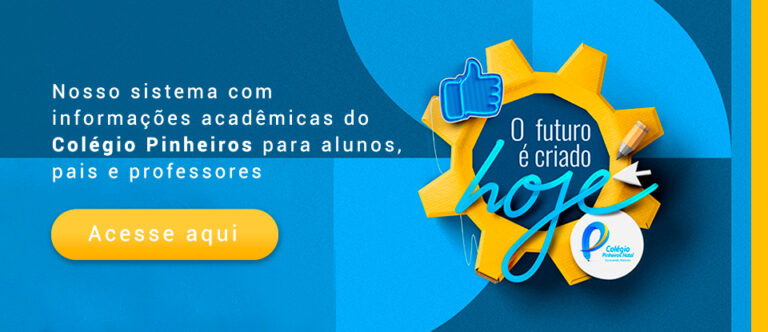 Nosso sistema com
informações acadêmicas do
Colégio Pinheiros para alunos,
pais e professores
Acesse aqui
O futuro
é criado
hoje
Colégio
Pinheiros Natal